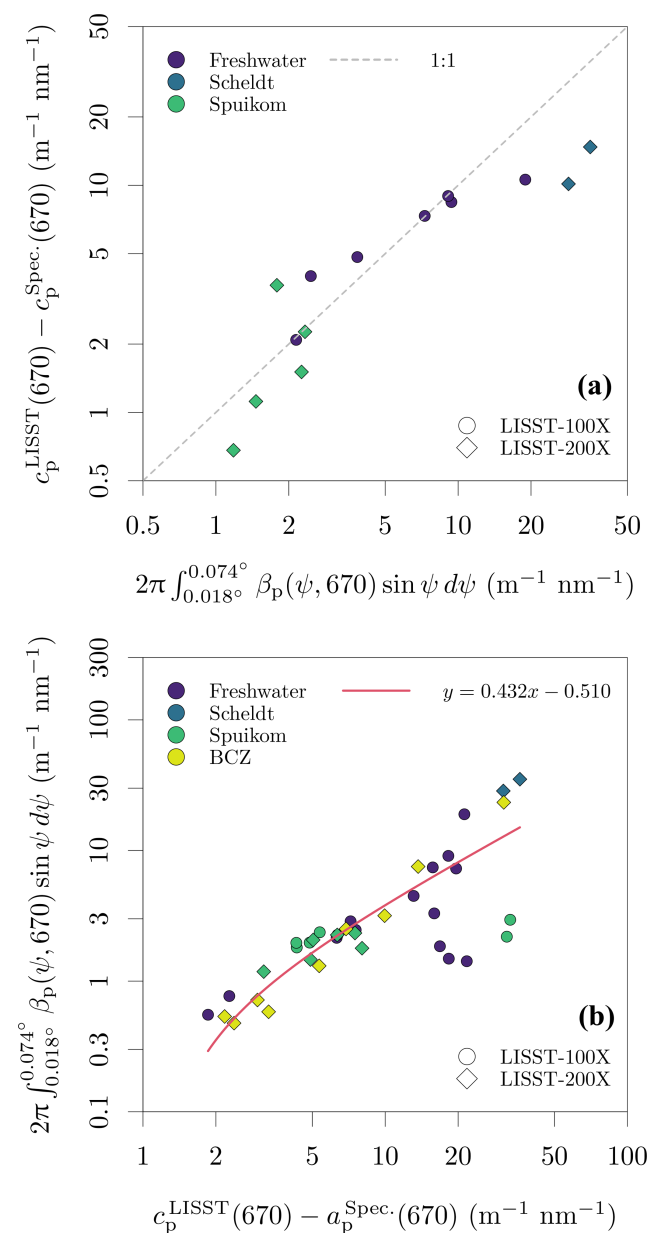 c_p^LISST(670) − c_p^Spec.(670) (m⁻¹ nm⁻¹)
50
20
10
5
2
1
0.5
Freshwater
1:1
Scheldt
Spuikom
(a)
LISST-100X
LISST-200X
0.5 1 2 5 10 20 50
2π ∫_0.018°^0.074° β_p(ψ, 670) sin ψ dψ (m⁻¹ nm⁻¹)
2π ∫_0.018°^0.074° β_p(ψ, 670) sin ψ dψ (m⁻¹ nm⁻¹)
300
100
30
10
3
1
0.3
0.1
Freshwater
y = 0.432x − 0.510
Scheldt
Spuikom
BCZ
(b)
LISST-100X
LISST-200X
1 2 5 10 20 50 100
c_p^LISST(670) − a_p^Spec.(670) (m⁻¹ nm⁻¹)